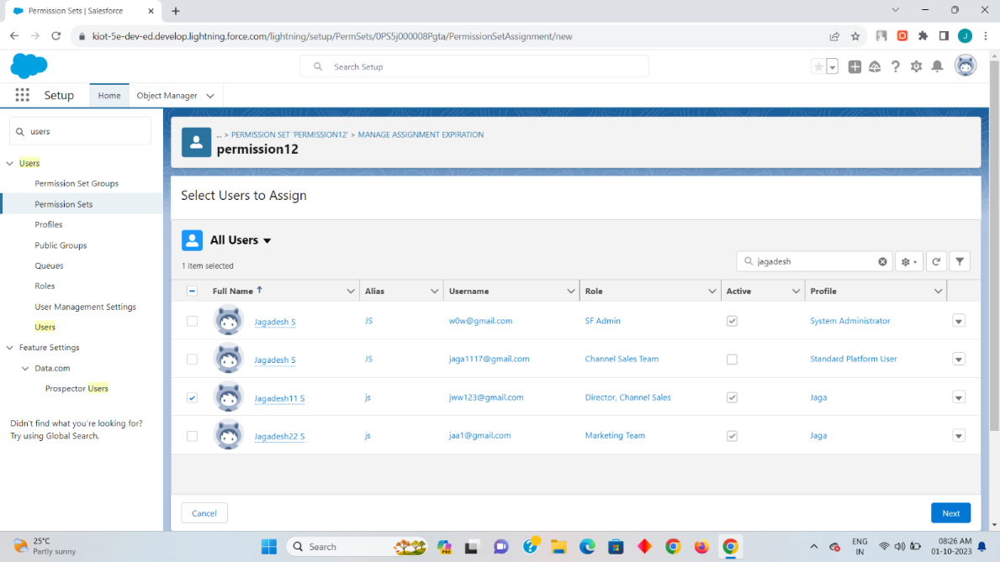 Permission Sets | Salesforce
kiot-5e-dev-ed.develop.lightning.force.com/lightning/setup/PermSets/0PS5j000008Pgta/PermissionSetAssignment/new
J
Search Setup
Setup
Home
Object Manager
users
Users
Permission Set Groups
Permission Sets
Profiles
Public Groups
Queues
Roles
User Management Settings
Users
Feature Settings
Data.com
Prospector Users
Didn't find what you're looking for?
Try using Global Search.
... > PERMISSION SET 'PERMISSION12' > MANAGE ASSIGNMENT EXPIRATION
permission12
Select Users to Assign
All Users
1 item selected
jagadesh
Full Name ↑ Alias Username Role Active Profile
Jagadesh S JS w0w@gmail.com SF Admin System Administrator
Jagadesh S JS jaga1117@gmail.com Channel Sales Team Standard Platform User
Jagadesh11 S js jww123@gmail.com Director, Channel Sales Jaga
Jagadesh22 S js jaa1@gmail.com Marketing Team Jaga
Cancel
Next
25°C
Partly sunny
Search
PRE
ENG
IN
08:26 AM
01-10-2023